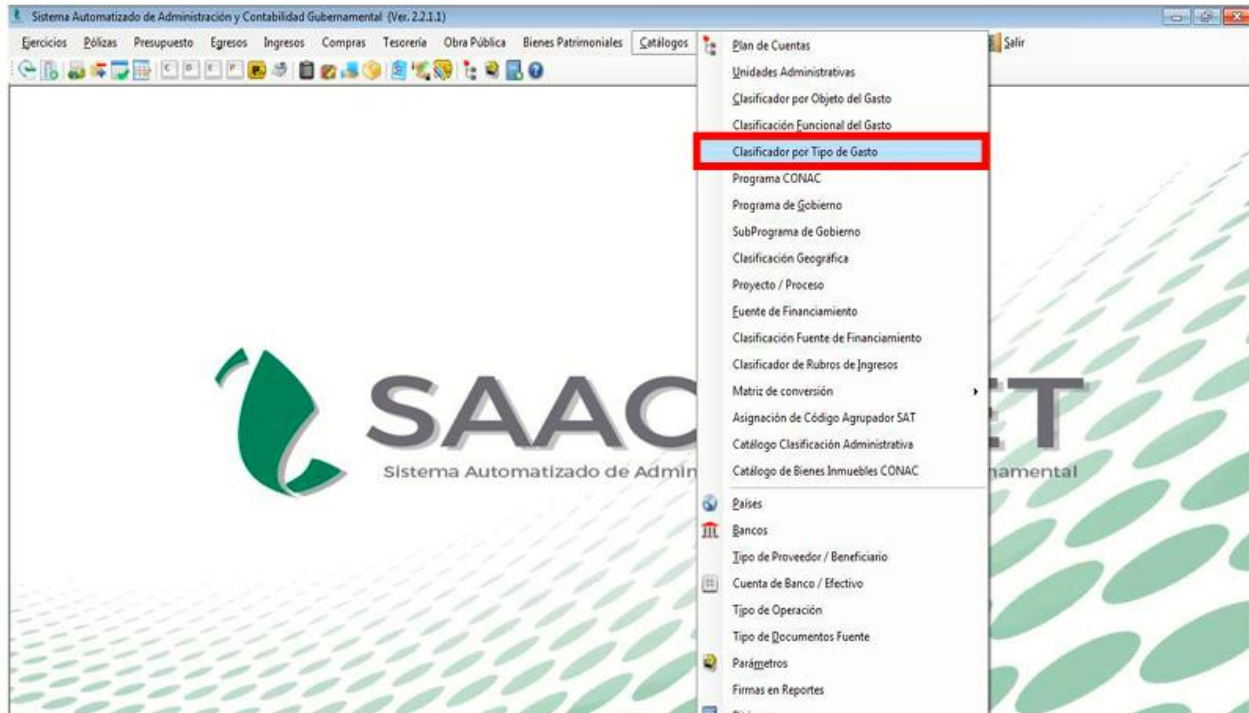 Sistema Automatizado de Administración y Contabilidad Gubernamental (Ver. 2.2.1.1)
Ejercicios Pólizas Presupuesto Egresos Ingresos Compras Tesorería Obra Pública Bienes Patrimoniales Catálogos Salir
Plan de Cuentas
Unidades Administrativas
Clasificador por Objeto del Gasto
Clasificación Funcional del Gasto
Clasificador por Tipo de Gasto
Programa CONAC
Programa de Gobierno
SubPrograma de Gobierno
Clasificación Geográfica
Proyecto / Proceso
Fuente de Financiamiento
Clasificación Fuente de Financiamiento
Clasificador de Rubros de Ingresos
Matriz de conversión
Asignación de Código Agrupador SAT
Catálogo Clasificación Administrativa
Catálogo de Bienes Inmuebles CONAC
Países
Bancos
Tipo de Proveedor / Beneficiario
Cuenta de Banco / Efectivo
Tipo de Operación
Tipo de Documentos Fuente
Parámetros
Firmas en Reportes
SAAC ET
Sistema Automatizado de Admin namental